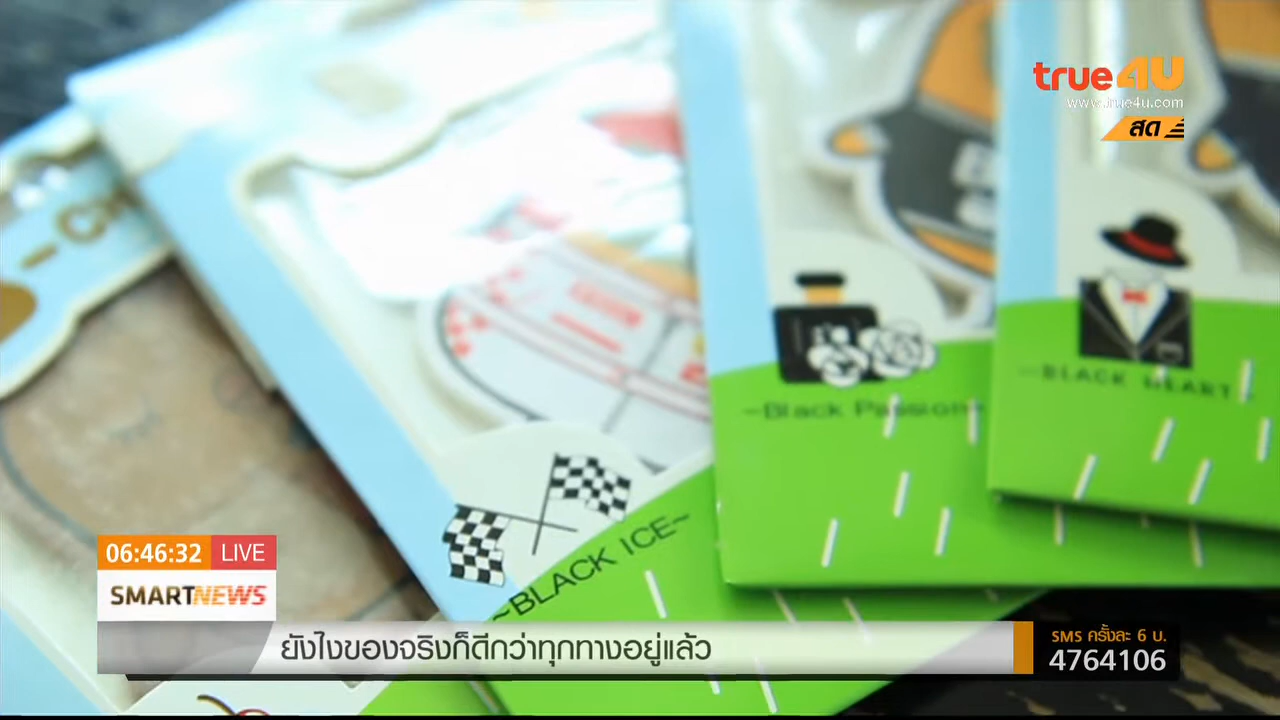 true4U
www.true4u.com
สด
~Black Passion~
~BLACK HEART~
~BLACK ICE~
06:46:32 LIVE
SMARTNEWS
ยังไงของจริงก็ดีกว่าทุกทางอยู่แล้ว
SMS ครั้งละ 6 บ.
4764106